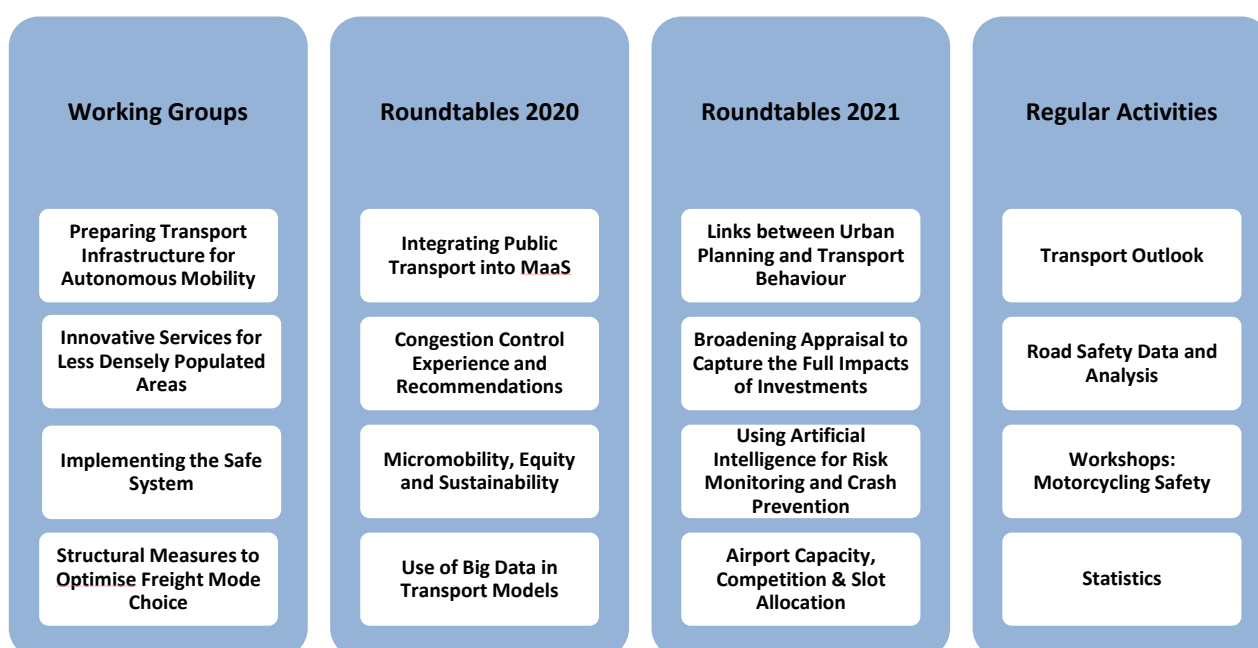 Working Groups
Preparing Transport
Infrastructure for
Autonomous Mobility
Innovative Services for
Less Densely Populated
Areas
Implementing the Safe
System
Structural Measures to
Optimise Freight Mode
Choice
Roundtables 2020
Integrating Public
Transport into MaaS
Congestion Control
Experience and
Recommendations
Micromobility, Equity
and Sustainability
Use of Big Data in
Transport Models
Roundtables 2021
Links between Urban
Planning and Transport
Behaviour
Broadening Appraisal to
Capture the Full Impacts
of Investments
Using Artificial
Intelligence for Risk
Monitoring and Crash
Prevention
Airport Capacity,
Competition & Slot
Allocation
Regular Activities
Transport Outlook
Road Safety Data and
Analysis
Workshops:
Motorcycling Safety
Statistics